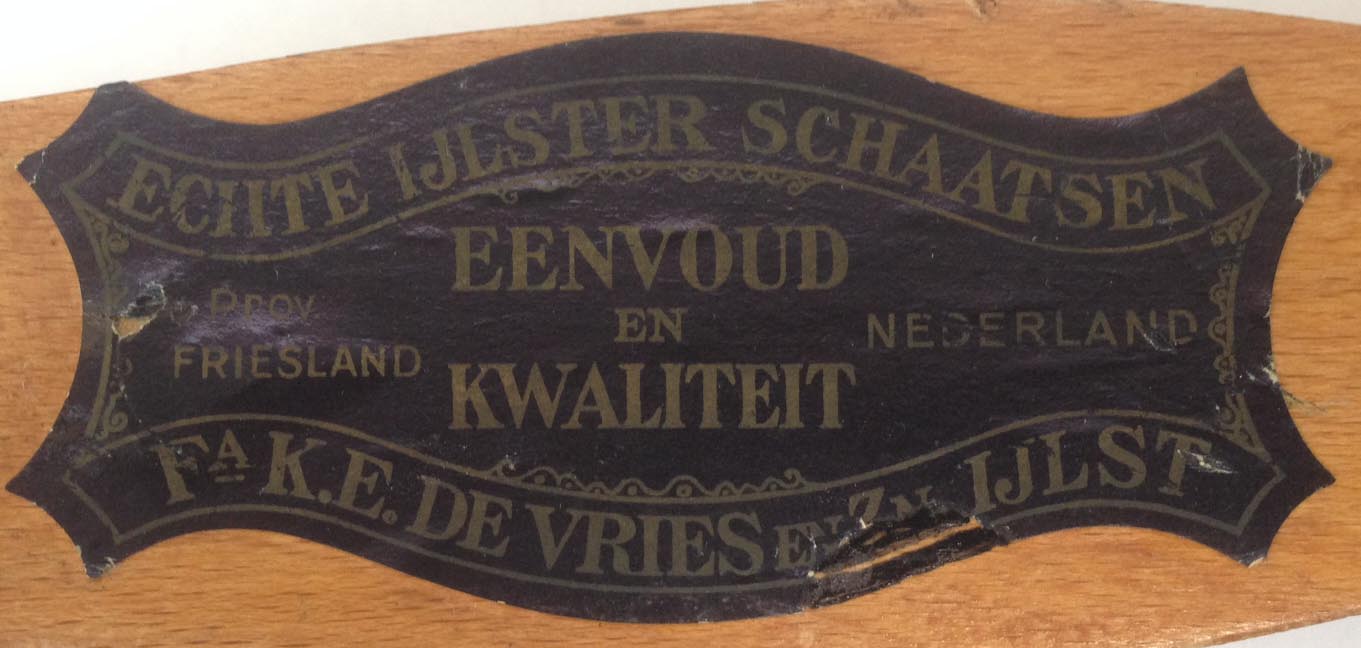 ECHTE IJLSTER SCHAATSEN
EENVOUD
EN
KWALITEIT
Prov
FRIESLAND
NEDERLAND
FA K.E. DE VRIES EN ZN IJLST